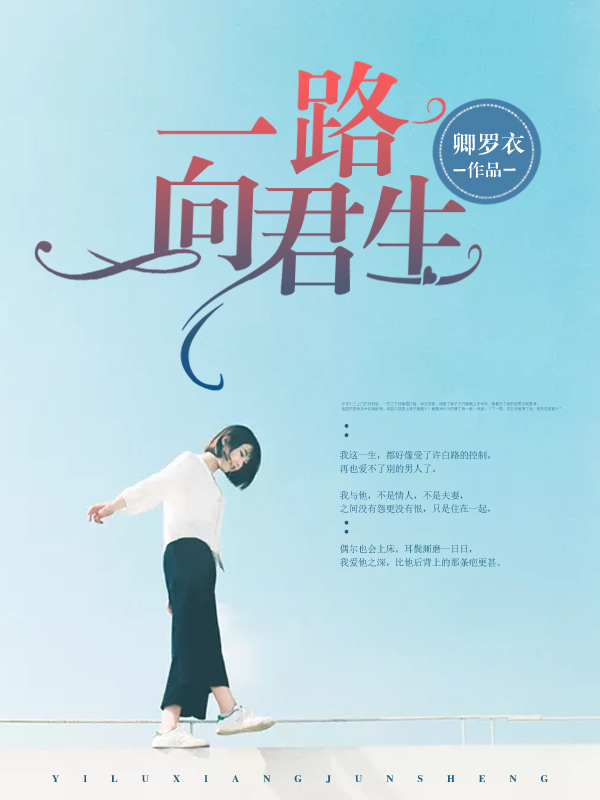 一路
向君生
卿罗衣
作品
我这一生，都好像受了许白路的控制，
再也爱不了别的男人了。
我与他，不是情人，不是夫妻，
之间没有怨更没有恨，只是住在一起，
偶尔也会上床，耳鬓厮磨一日日，
我爱他之深，比他后背上的那条疤更甚。
YILUXIANGJUNSHENG